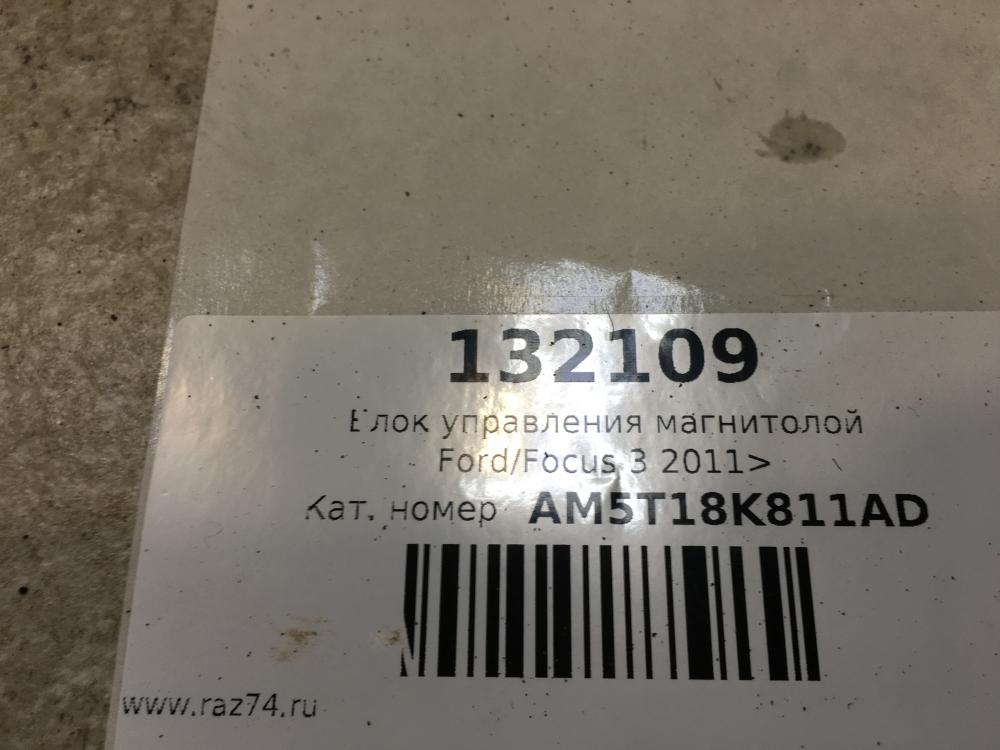 132109
Блок управления магнитолой
Ford/Focus 3 2011>
Кат. номер AM5T18K811AD
www.raz74.ru